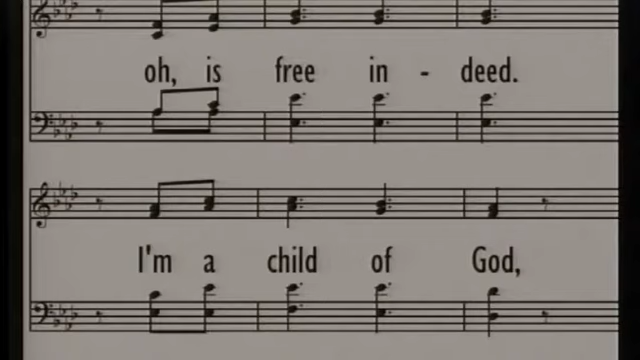 oh, is free in - deed.
I'm a child of God,